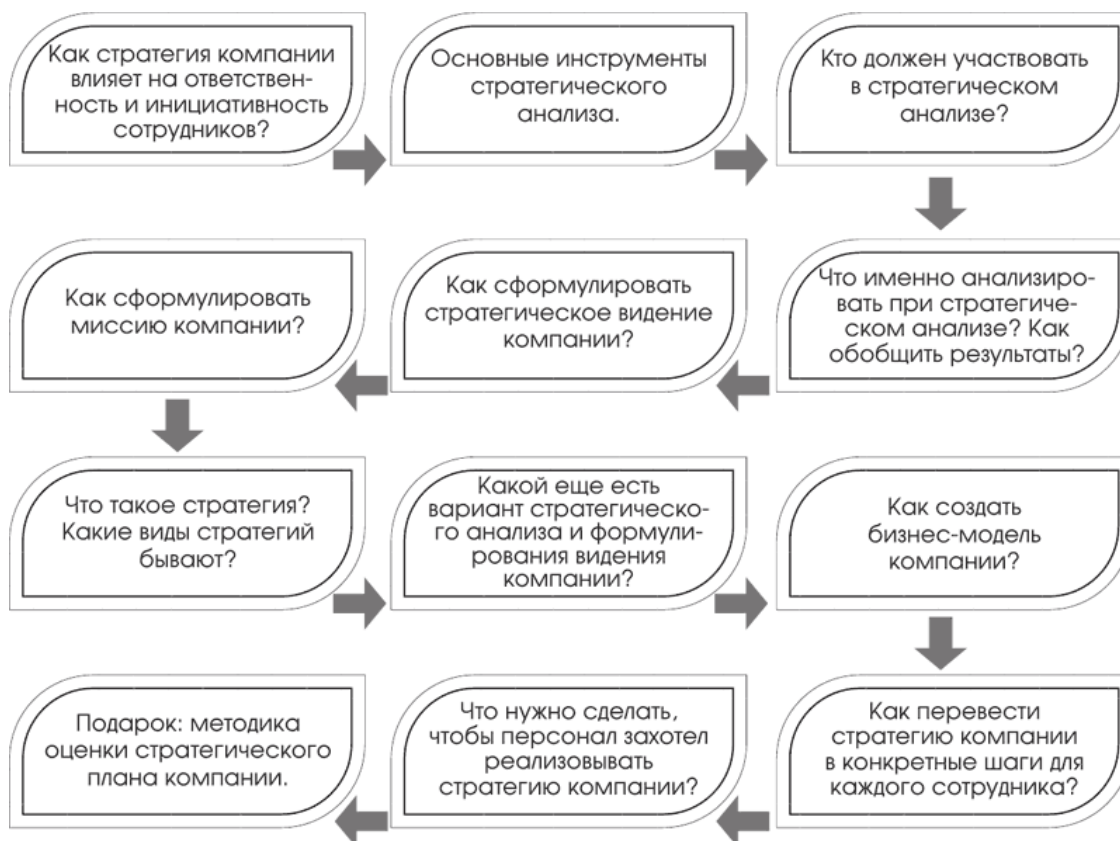 Как стратегия компании
влияет на ответствен-
ность и инициативность
сотрудников?
Основные инструменты
стратегического
анализа.
Кто должен участвовать
в стратегическом
анализе?
Что именно анализиро-
вать при стратегиче-
ском анализе? Как
обобщить результаты?
Как сформулировать
стратегическое видение
компании?
Как сформулировать
миссию компании?
Что такое стратегия?
Какие виды стратегий
бывают?
Какой еще есть
вариант стратегическо-
го анализа и формули-
рования видения
компании?
Как создать
бизнес-модель
компании?
Как перевести
стратегию компании
в конкретные шаги для
каждого сотрудника?
Что нужно сделать,
чтобы персонал захотел
реализовывать
стратегию компании?
Подарок: методика
оценки стратегического
плана компании.